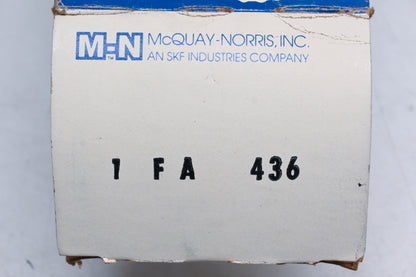 M=N McQUAY-NORRIS, INC.
AN SKF INDUSTRIES COMPANY
1 FA 436